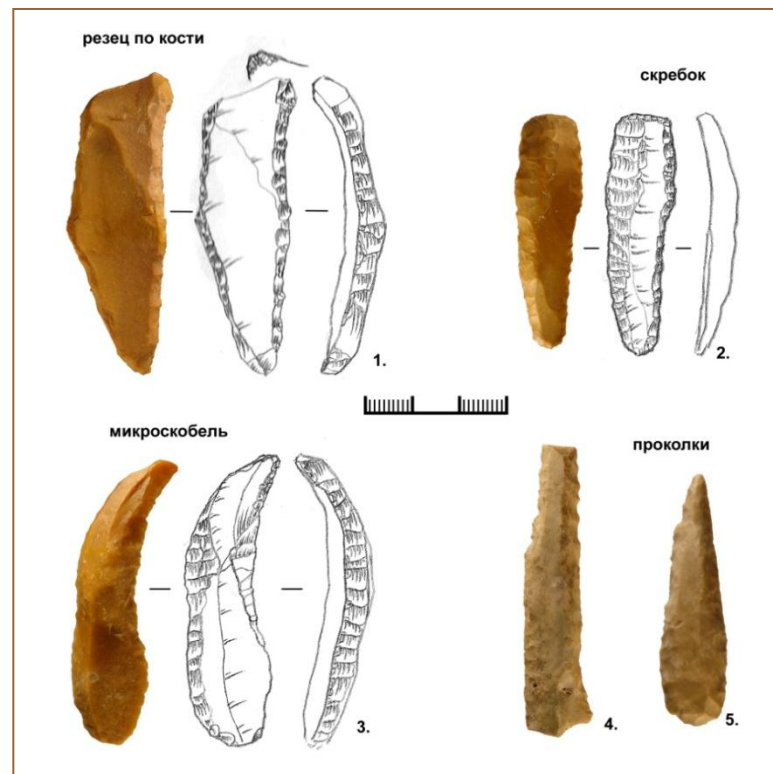 резец по кости
скребок
1.
2.
микроскобель
проколки
3.
4.
5.